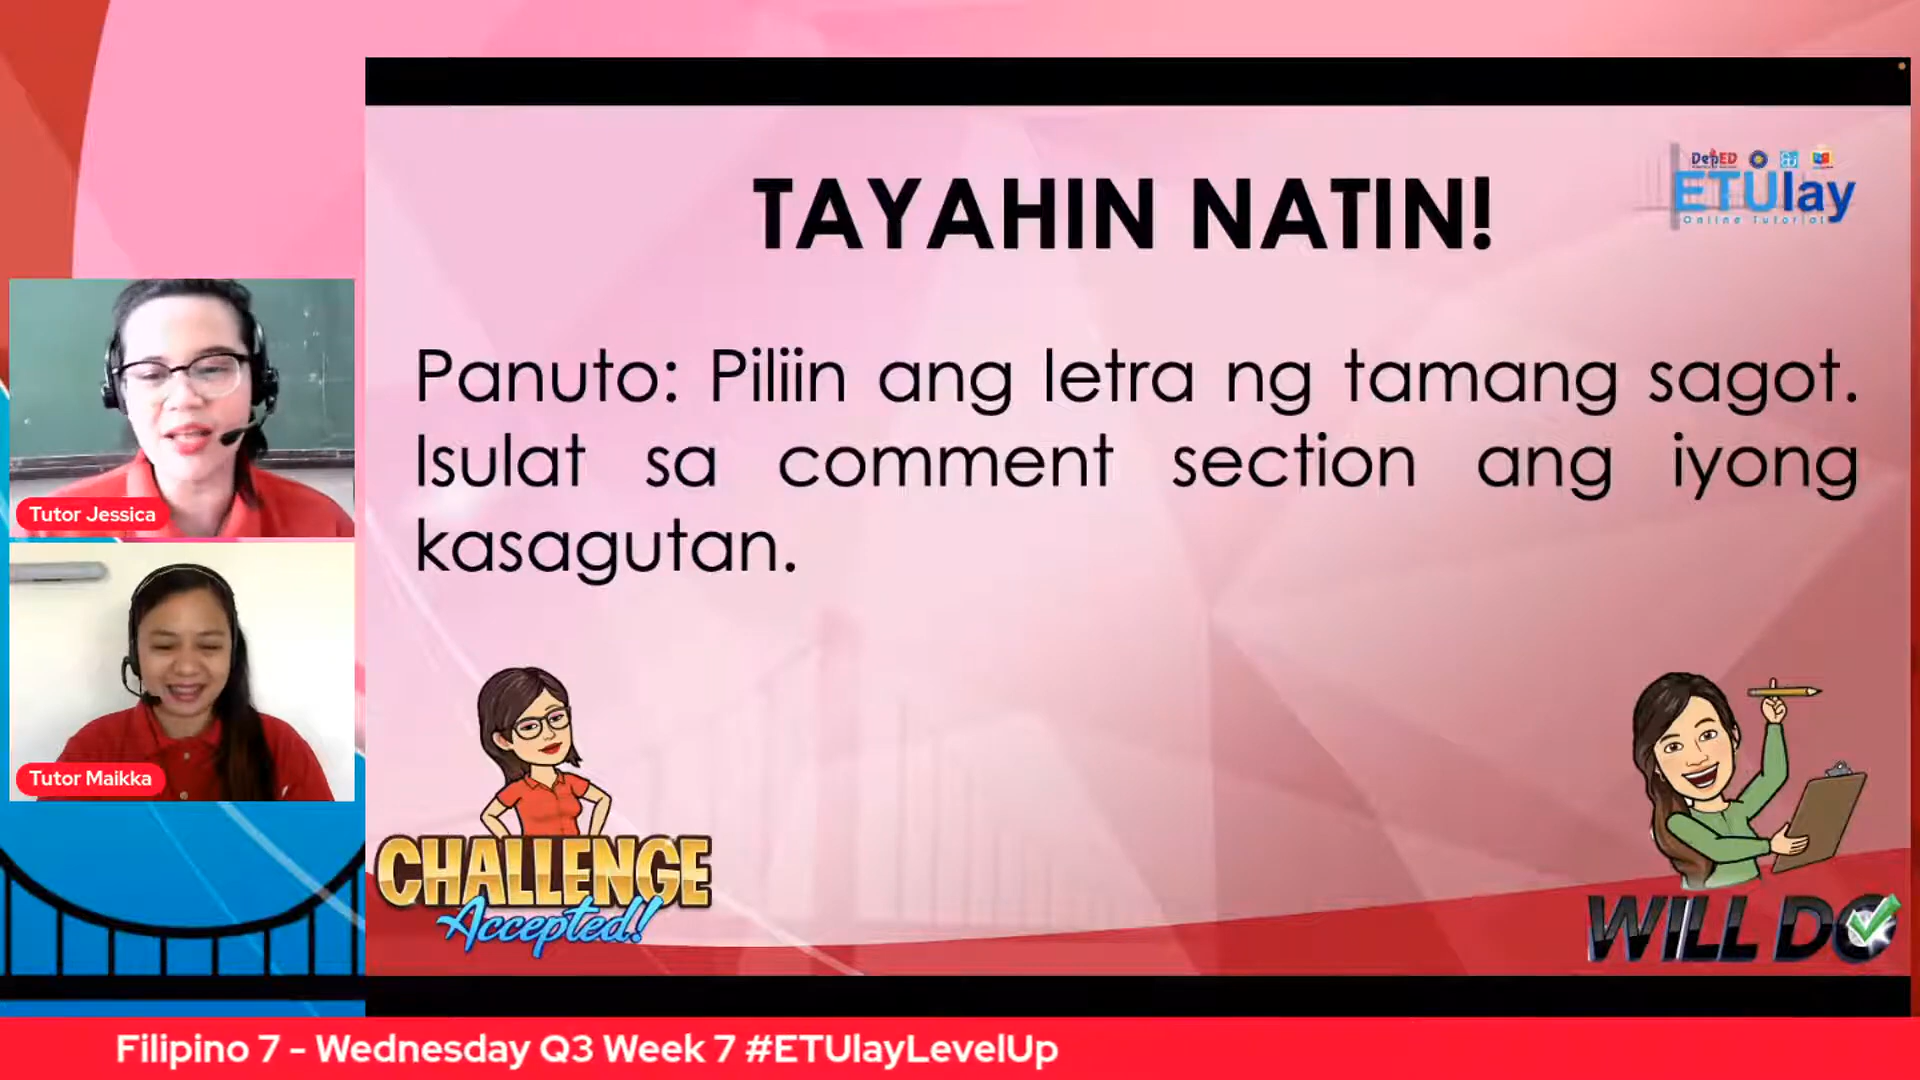 DepED
ETUlay
Online Tutorial
TAYAHIN NATIN!
Panuto: Piliin ang letra ng tamang sagot.
Isulat sa comment section ang iyong
kasagutan.
Tutor Jessica
Tutor Maikka
CHALLENGE
Accepted!
WILL DO
Filipino 7 - Wednesday Q3 Week 7 #ETUlayLevelUp